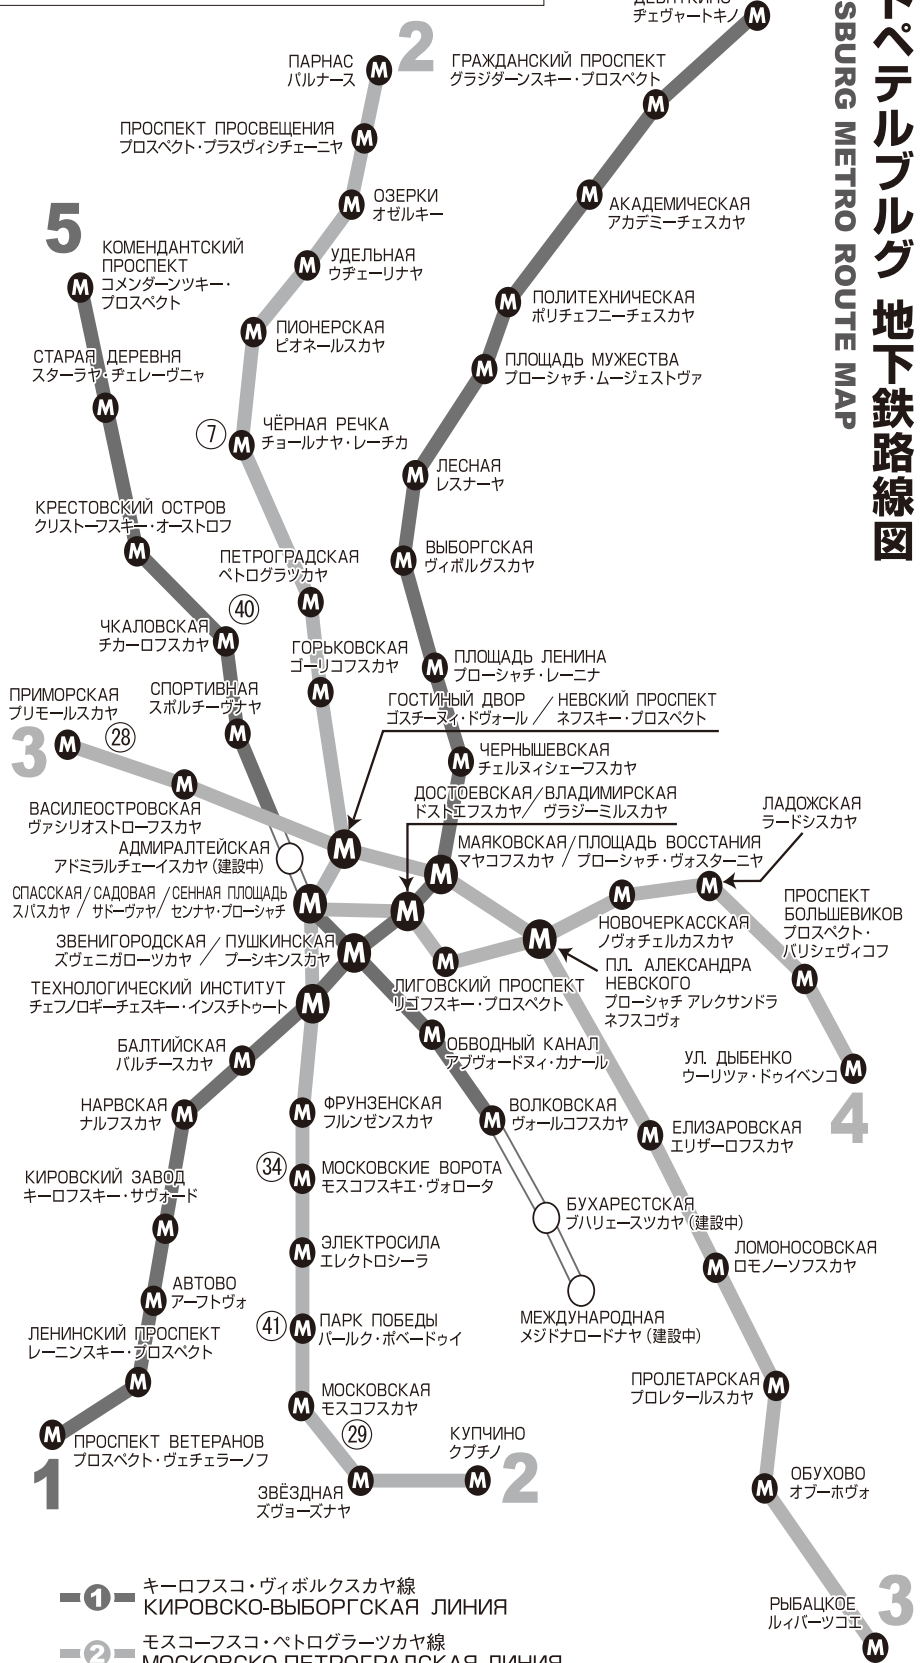 トペテルブルグ 地下鉄路線図
SBURG METRO ROUTE MAP
ヂェヴャートキノ
2
ПАРНАС
パルナース
ГРАЖДАНСКИЙ ПРОСПЕКТ
グラジダーンスキー・プロスペクト
ПРОСПЕКТ ПРОСВЕЩЕНИЯ
プロスペクト・プラスヴィシチェーニヤ
ОЗЕРКИ
オゼルキー
АКАДЕМИЧЕСКАЯ
アカデミーチェスカヤ
5
КОМЕНДАНТСКИЙ
ПРОСПЕКТ
コメンダーンツキー・
プロスペクト
УДЕЛЬНАЯ
ウヂェーリナヤ
ПОЛИТЕХНИЧЕСКАЯ
ポリチェフニーチェスカヤ
ПИОНЕРСКАЯ
ピオネールスカヤ
СТАРАЯ ДЕРЕВНЯ
スターラヤ・ヂェレーヴニャ
ПЛОЩАДЬ МУЖЕСТВА
プローシャチ・ムージェストヴァ
⑦
ЧЁРНАЯ РЕЧКА
チョールナヤ・レーチカ
ЛЕСНАЯ
レスナーヤ
КРЕСТОВСКИЙ ОСТРОВ
クリストーフスキー・オーストロフ
ВЫБОРГСКАЯ
ヴィボルグスカヤ
ПЕТРОГРАДСКАЯ
ペトログラツカヤ
㊵
ЧКАЛОВСКАЯ
チカーロフスカヤ
ГОРЬКОВСКАЯ
ゴーリコフスカヤ
ПЛОЩАДЬ ЛЕНИНА
プローシャチ・レーニナ
ПРИМОРСКАЯ
プリモールスカヤ
СПОРТИВНАЯ
スポルチーヴナヤ
ГОСТИНЫЙ ДВОР / НЕВСКИЙ ПРОСПЕКТ
ゴスチーヌィ・ドヴォール / ネフスキー・プロスペクト
3
㉘
ЧЕРНЫШЕВСКАЯ
チェルヌィシェーフスカヤ
ДОСТОЕВСКАЯ/ВЛАДИМИРСКАЯ
ドストエフスカヤ/ヴラジーミルスカヤ
ВАСИЛЕОСТРОВСКАЯ
ヴァシリオストローフスカヤ
ЛАДОЖСКАЯ
ラードシスカヤ
АДМИРАЛТЕЙСКАЯ
アドミラルチェーイスカヤ(建設中)
МАЯКОВСКАЯ/ПЛОЩАДЬ ВОССТАНИЯ
マヤコフスカヤ / プローシャチ・ヴォスターニヤ
СПАССКАЯ/САДОВАЯ/СЕННАЯ ПЛОЩАДЬ
スパスカヤ/サドーヴァヤ/センナヤ・プローシャチ
ПРОСПЕКТ
БОЛЬШЕВИКОВ
プロスペクト・
バリシェヴィコフ
НОВОЧЕРКАССКАЯ
ノヴォチェルカスカヤ
ЗВЕНИГОРОДСКАЯ / ПУШКИНСКАЯ
ズヴェニガローツカヤ / プーシキンスカヤ
ПЛ. АЛЕКСАНДРА
НЕВСКОГО
プローシャチ アレクサンドラ
ネフスコヴォ
ЛИГОВСКИЙ ПРОСПЕКТ
リゴフスキー・プロスペクト
ТЕХНОЛОГИЧЕСКИЙ ИНСТИТУТ
チェフノロギーチェスキー・インスチトゥート
ОБВОДНЫЙ КАНАЛ
アブヴォードヌィ・カナール
БАЛТИЙСКАЯ
バルチースカヤ
УЛ. ДЫБЕНКО
ウーリツァ・ドゥイベンコ
4
НАРВСКАЯ
ナルフスカヤ
ФРУНЗЕНСКАЯ
フルンゼンスカヤ
ВОЛКОВСКАЯ
ヴォールコフスカヤ
ЕЛИЗАРОВСКАЯ
エリザーロフスカヤ
КИРОВСКИЙ ЗАВОД
キーロフスキー・サヴォード
㉞
МОСКОВСКИЕ ВОРОТА
モスコフスキエ・ヴォロータ
БУХАРЕСТСКАЯ
ブハリェースツカヤ(建設中)
ЭЛЕКТРОСИЛА
エレクトロシーラ
ЛОМОНОСОВСКАЯ
ロモノーソフスカヤ
АВТОВО
アーフトヴォ
㊶
ПАРК ПОБЕДЫ
パールク・ポベードゥイ
МЕЖДУНАРОДНАЯ
メジドナロードナヤ(建設中)
ЛЕНИНСКИЙ ПРОСПЕКТ
レーニンスキー・プロスペクト
ПРОЛЕТАРСКАЯ
プロレタールスカヤ
МОСКОВСКАЯ
モスコフスカヤ
㉙
ПРОСПЕКТ ВЕТЕРАНОВ
プロスペクト・ヴェチェラーノフ
1
КУПЧИНО
クプチノ
2
ЗВЁЗДНАЯ
ズヴョーズナヤ
ОБУХОВО
オブーホヴォ
РЫБАЦКОЕ
ルィバーツコエ
3
1 キーロフスコ・ヴィボルクスカヤ線
КИРОВСКО-ВЫБОРГСКАЯ ЛИНИЯ
2 モスコーフスコ・ペトログラーツカヤ線
МОСКОВСКО-ПЕТРОГРАДСКАЯ ЛИНИЯ